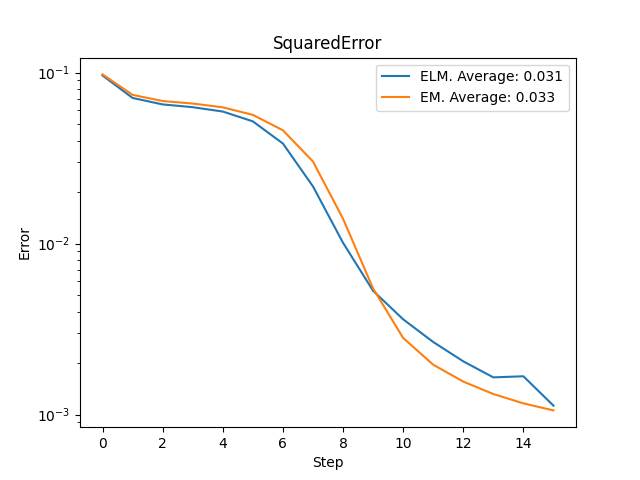 SquaredError
ELM. Average: 0.031
EM. Average: 0.033
10⁻¹
10⁻²
10⁻³
Error
0 2 4 6 8 10 12 14
Step